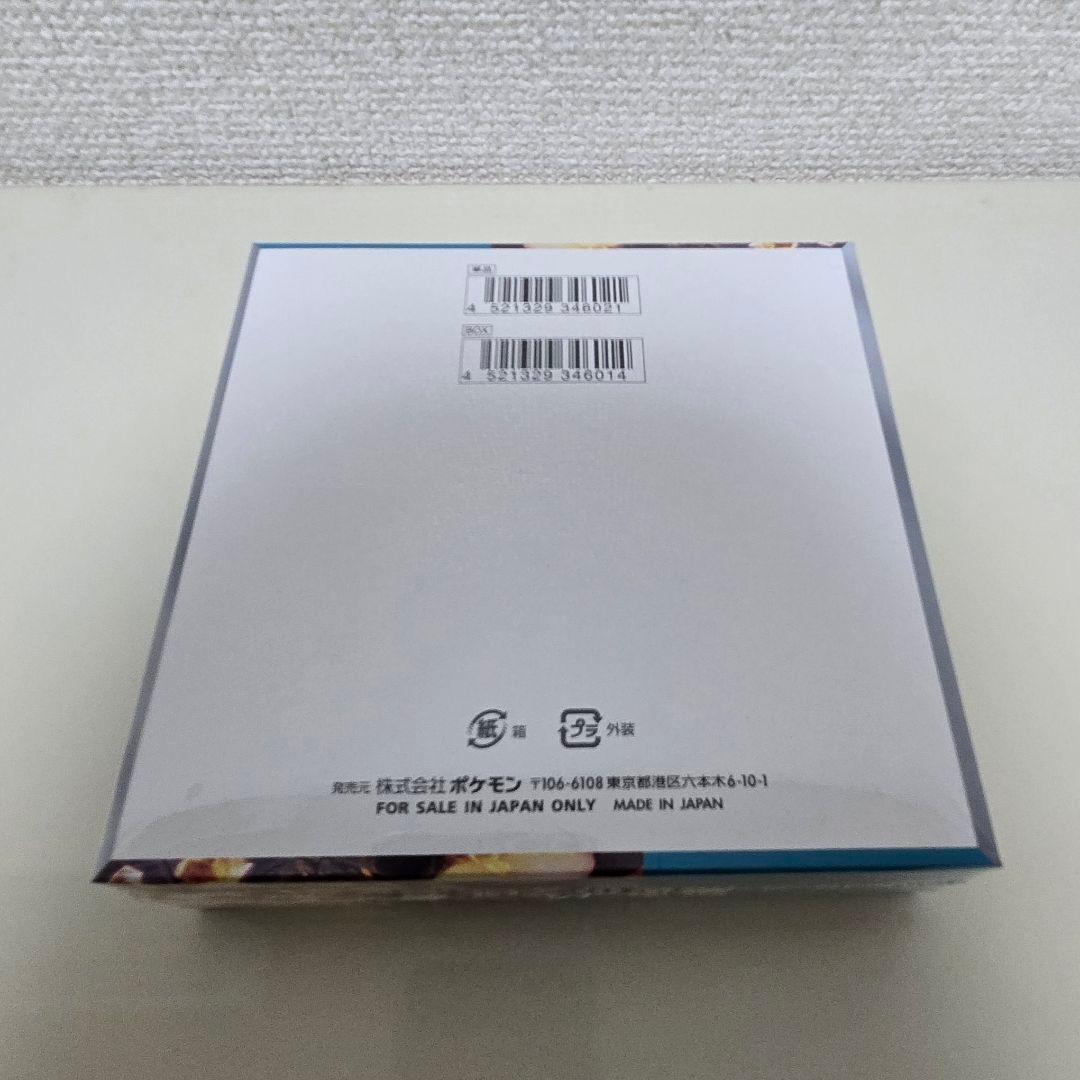 単品
4 521329 346021
BOX
4 521329 346014
紙 箱 プラ 外装
発売元 株式会社ポケモン 〒106-6108 東京都港区六本木6-10-1
FOR SALE IN JAPAN ONLY MADE IN JAPAN